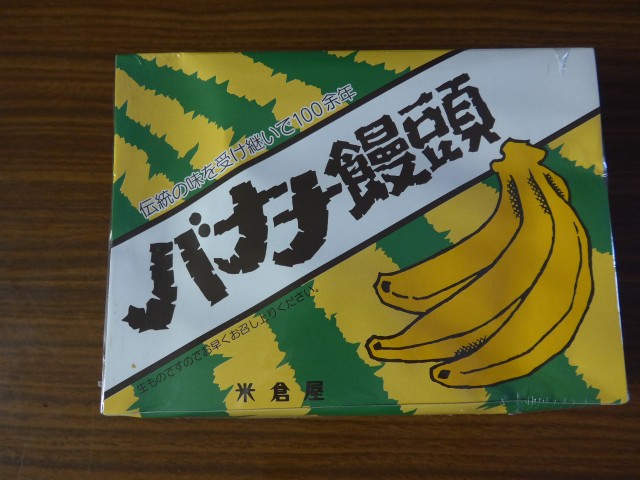 伝統の味を受け継いで100余年
バナナ饅頭
生ものですのでお早くお召し上りください。
米倉屋